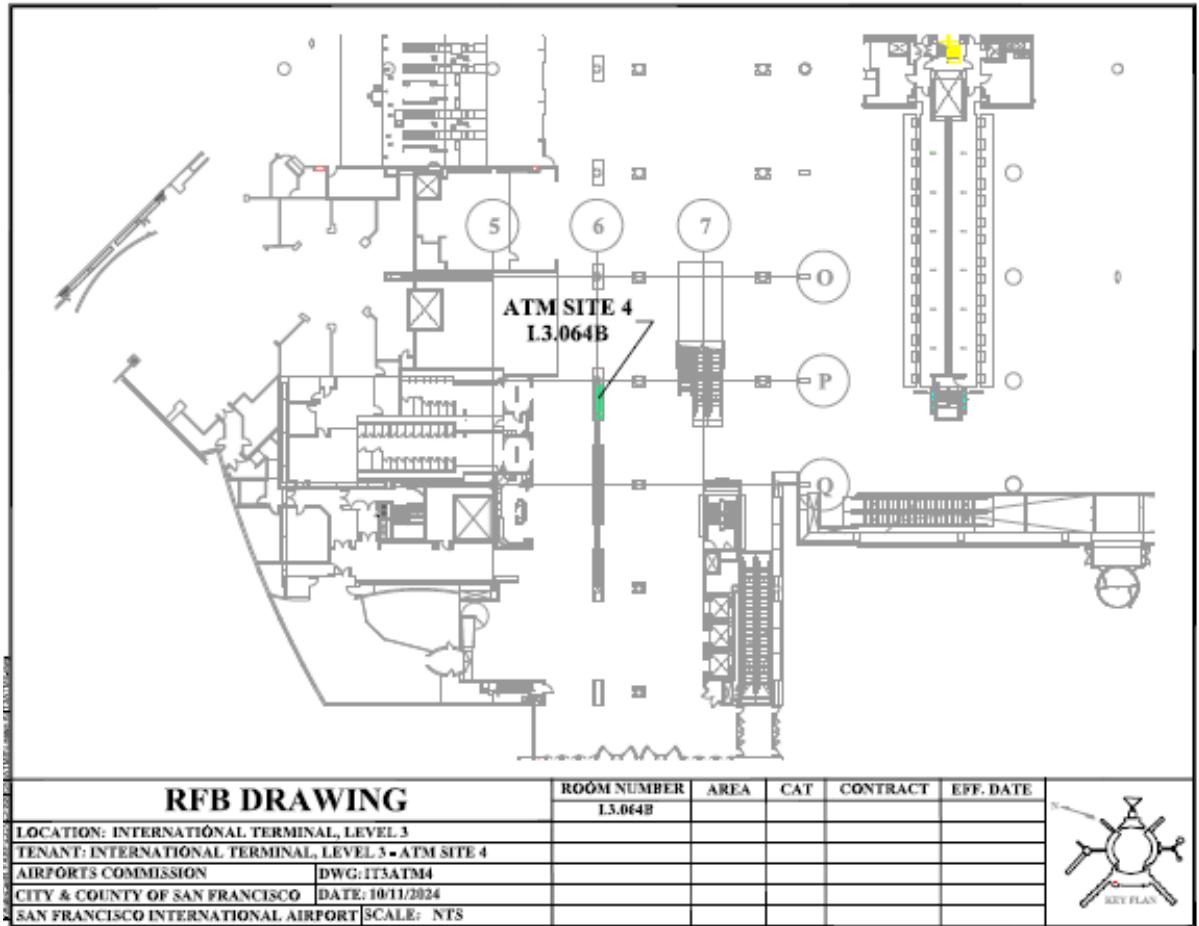 5
6
7
O
P
Q
ATM SITE 4
L3.064B
RFB DRAWING
LOCATION: INTERNATIONAL TERMINAL, LEVEL 3
TENANT: INTERNATIONAL TERMINAL, LEVEL 3 - ATM SITE 4
AIRPORTS COMMISSION DWG: IT3ATM4
CITY & COUNTY OF SAN FRANCISCO DATE: 10/11/2024
SAN FRANCISCO INTERNATIONAL AIRPORT SCALE: NTS
ROOM NUMBER AREA CAT CONTRACT EFF. DATE
L3.064B
N
KEY PLAN